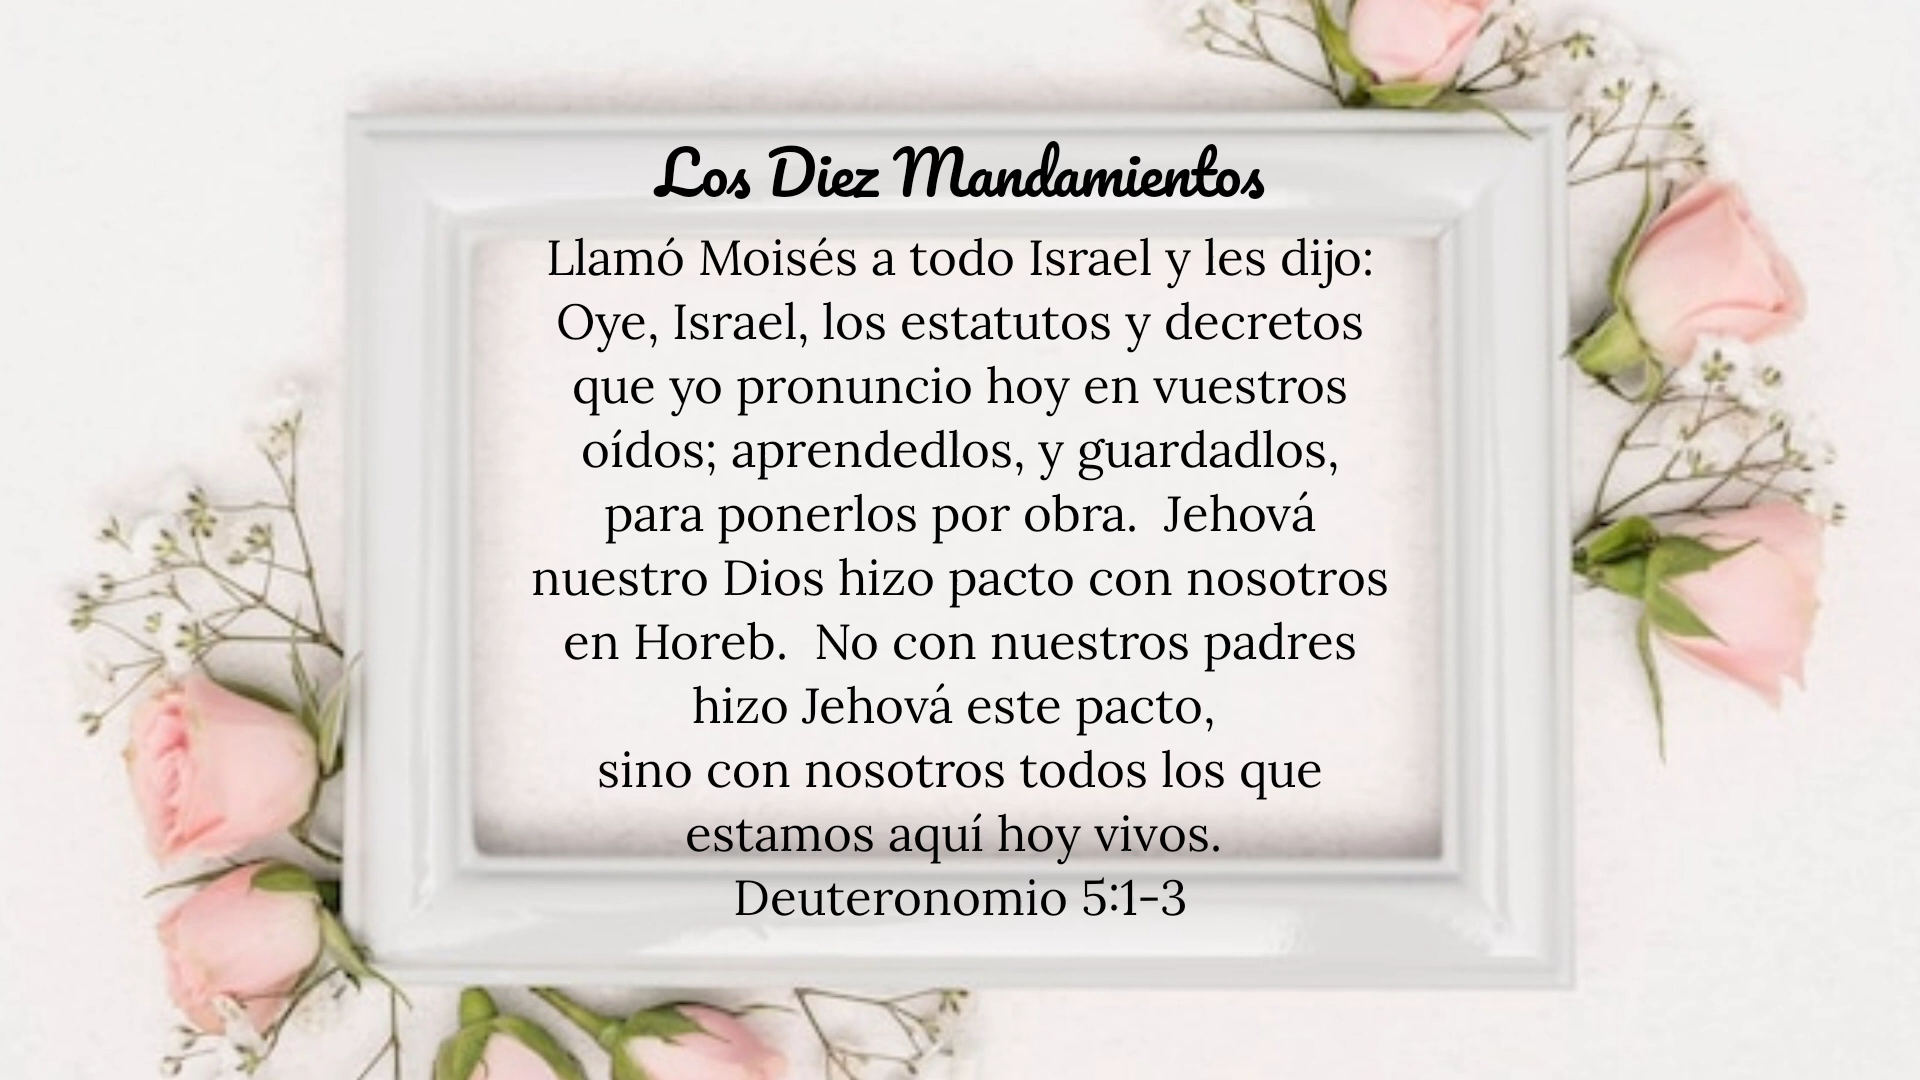 Los Diez Mandamientos
Llamó Moisés a todo Israel y les dijo:
Oye, Israel, los estatutos y decretos
que yo pronuncio hoy en vuestros
oídos; aprendedlos, y guardadlos,
para ponerlos por obra.  Jehová
nuestro Dios hizo pacto con nosotros
en Horeb.  No con nuestros padres
hizo Jehová este pacto,
sino con nosotros todos los que
estamos aquí hoy vivos.
Deuteronomio 5:1-3